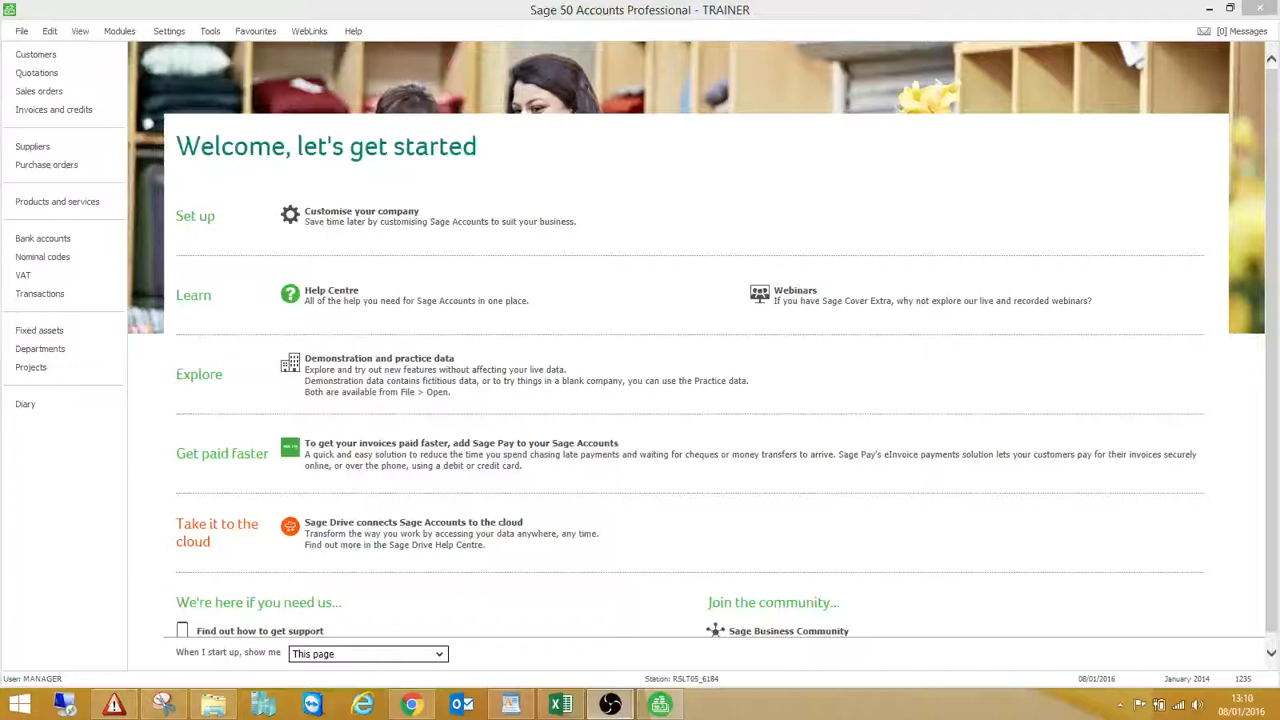 Sage 50 Accounts Professional - TRAINER
File Edit View Modules Settings Tools Favourites WebLinks Help [0] Messages
Customers
Quotations
Sales orders
Invoices and credits
Suppliers
Purchase orders
Products and services
Bank accounts
Nominal codes
VAT
Transactions
Fixed assets
Departments
Projects
Diary
Welcome, let's get started
Set up
Customise your company
Save time later by customising Sage Accounts to suit your business.
Learn
Help Centre
All of the help you need for Sage Accounts in one place.
Webinars
If you have Sage Cover Extra, why not explore our live and recorded webinars?
Explore
Demonstration and practice data
Explore and try out new features without affecting your live data.
Demonstration data contains fictitious data, or to try things in a blank company, you can use the Practice data.
Both are available from File > Open.
Get paid faster
To get your invoices paid faster, add Sage Pay to your Sage Accounts
A quick and easy solution to reduce the time you spend chasing late payments and waiting for cheques or money transfers to arrive. Sage Pay's eInvoice payments solution lets your customers pay for their invoices securely
online, or over the phone, using a debit or credit card.
Take it to the
cloud
Sage Drive connects Sage Accounts to the cloud
Transform the way you work by accessing your data anywhere, any time.
Find out more in the Sage Drive Help Centre.
We're here if you need us...
Find out how to get support
Join the community...
Sage Business Community
When I start up, show me This page
User: MANAGER Station: RSLT05_6184 08/01/2016 January 2014 1235
13:10
08/01/2016